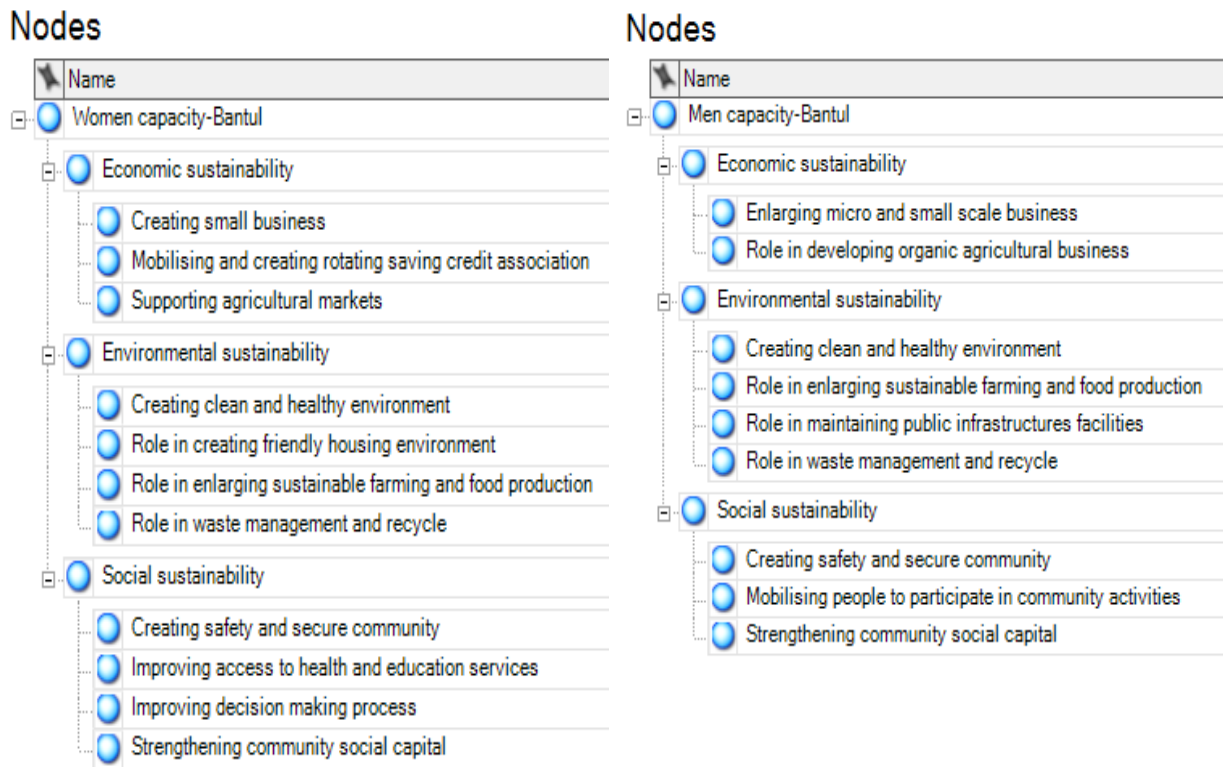 Nodes
Name
Women capacity-Bantul
Economic sustainability
Creating small business
Mobilising and creating rotating saving credit association
Supporting agricultural markets
Environmental sustainability
Creating clean and healthy environment
Role in creating friendly housing environment
Role in enlarging sustainable farming and food production
Role in waste management and recycle
Social sustainability
Creating safety and secure community
Improving access to health and education services
Improving decision making process
Strengthening community social capital
Nodes
Name
Men capacity-Bantul
Economic sustainability
Enlarging micro and small scale business
Role in developing organic agricultural business
Environmental sustainability
Creating clean and healthy environment
Role in enlarging sustainable farming and food production
Role in maintaining public infrastructures facilities
Role in waste management and recycle
Social sustainability
Creating safety and secure community
Mobilising people to participate in community activities
Strengthening community social capital